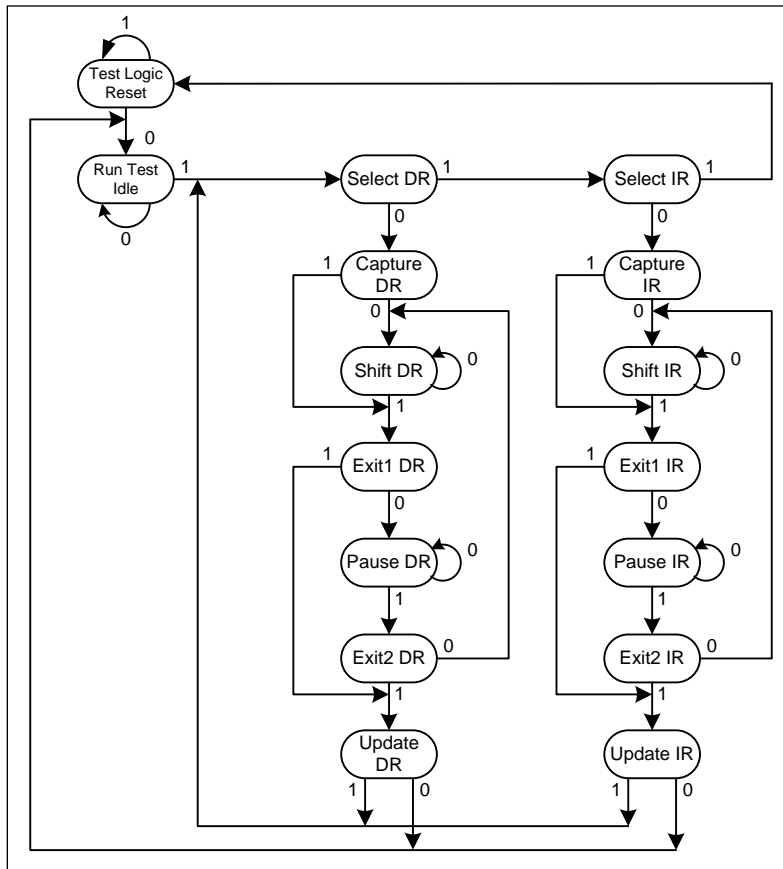 1
Test Logic
Reset
0
Run Test
Idle
1
0
Select DR
1
Select IR
1
0
0
Capture
DR
1
0
Capture
IR
1
0
Shift DR
0
1
Shift IR
0
1
Exit1 DR
1
0
Exit1 IR
1
0
Pause DR
0
1
Pause IR
0
1
Exit2 DR
0
1
Exit2 IR
0
1
Update
DR
1
0
Update IR
1
0